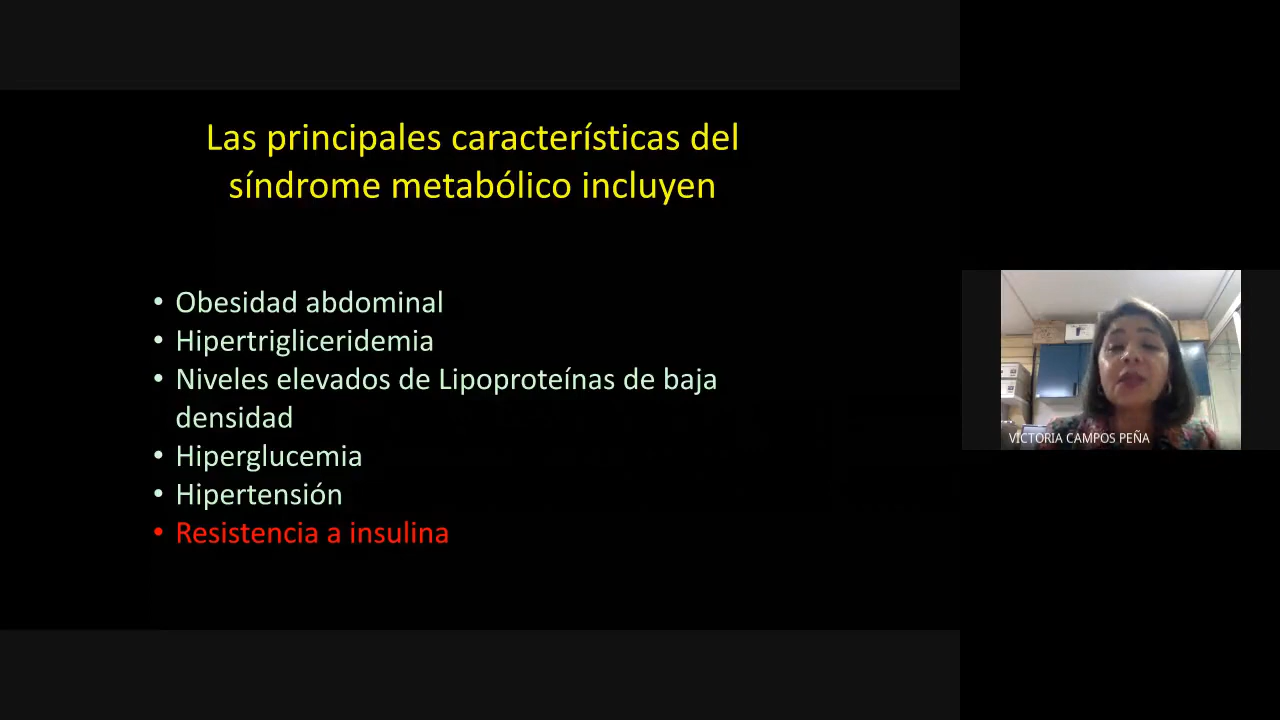 Las principales características del
síndrome metabólico incluyen
• Obesidad abdominal
• Hipertrigliceridemia
• Niveles elevados de Lipoproteínas de baja
densidad
• Hiperglucemia
• Hipertensión
• Resistencia a insulina
VICTORIA CAMPOS PEÑA